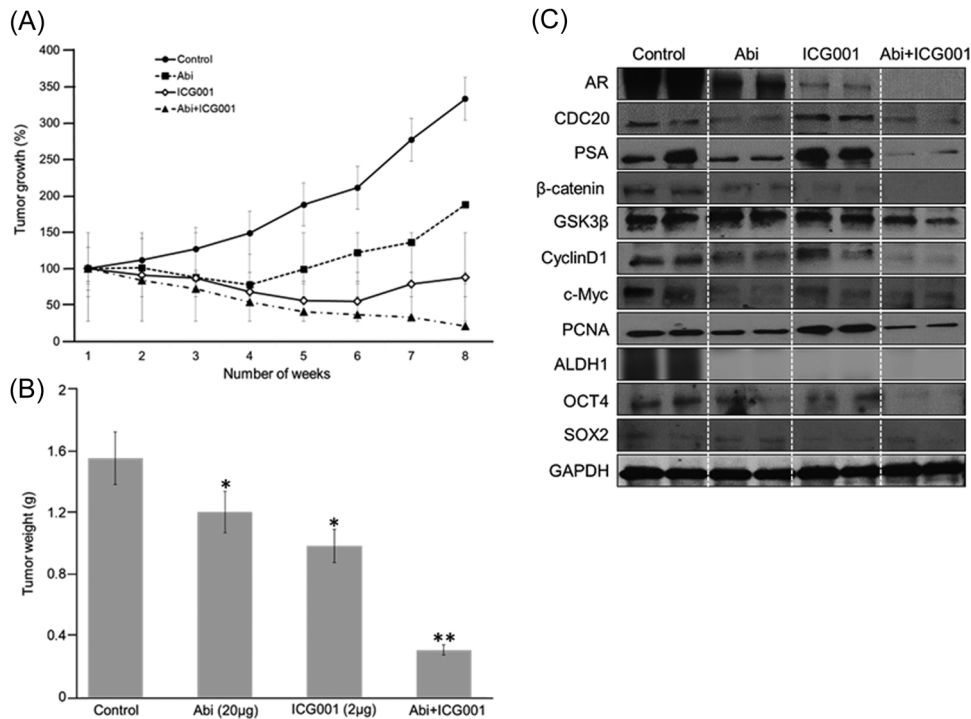 (A)
400
350
300
250
200
150
100
50
0
Tumor growth (%)
Control
Abi
ICG001
Abi+ICG001
1 2 3 4 5 6 7 8
Number of weeks
(B)
2
1.6
1.2
0.8
0.4
0
Tumor weight (g)
* * **
Control Abi (20µg) ICG001 (2µg) Abi+ICG001
(C)
Control Abi ICG001 Abi+ICG001
AR
CDC20
PSA
β-catenin
GSK3β
CyclinD1
c-Myc
PCNA
ALDH1
OCT4
SOX2
GAPDH